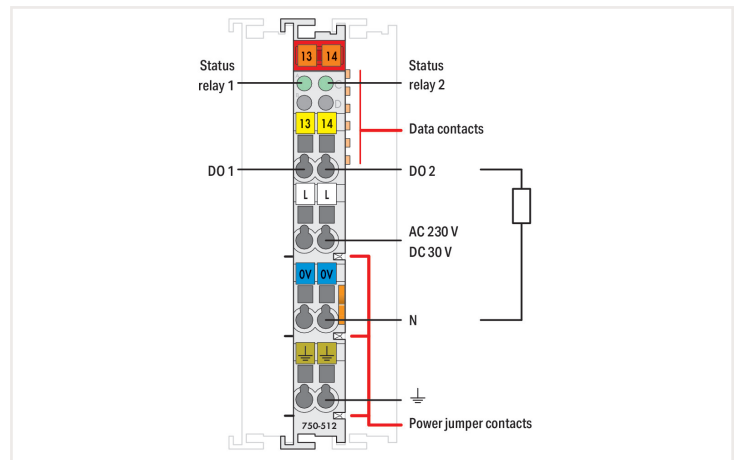 13 14
Status
relay 1
Status
relay 2
C
D
13 14
Data contacts
DO 1
DO 2
L L
AC 230 V
DC 30 V
0V 0V
N
750-512
Power jumper contacts